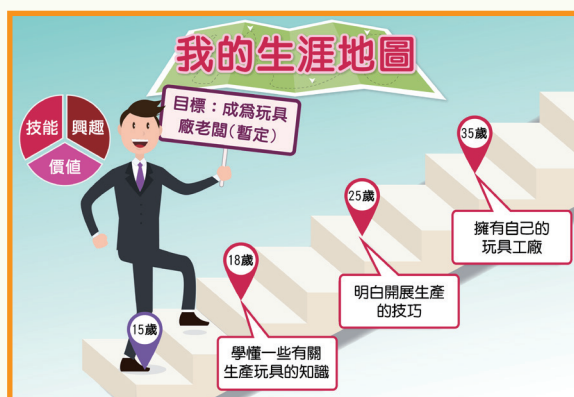 我的生涯地圖
目標：成為玩具
廠老闆(暫定)
技能
興趣
價值
35歲
擁有自己的
玩具工廠
25歲
明白開展生產
的技巧
18歲
學懂一些有關
生產玩具的知識
15歲